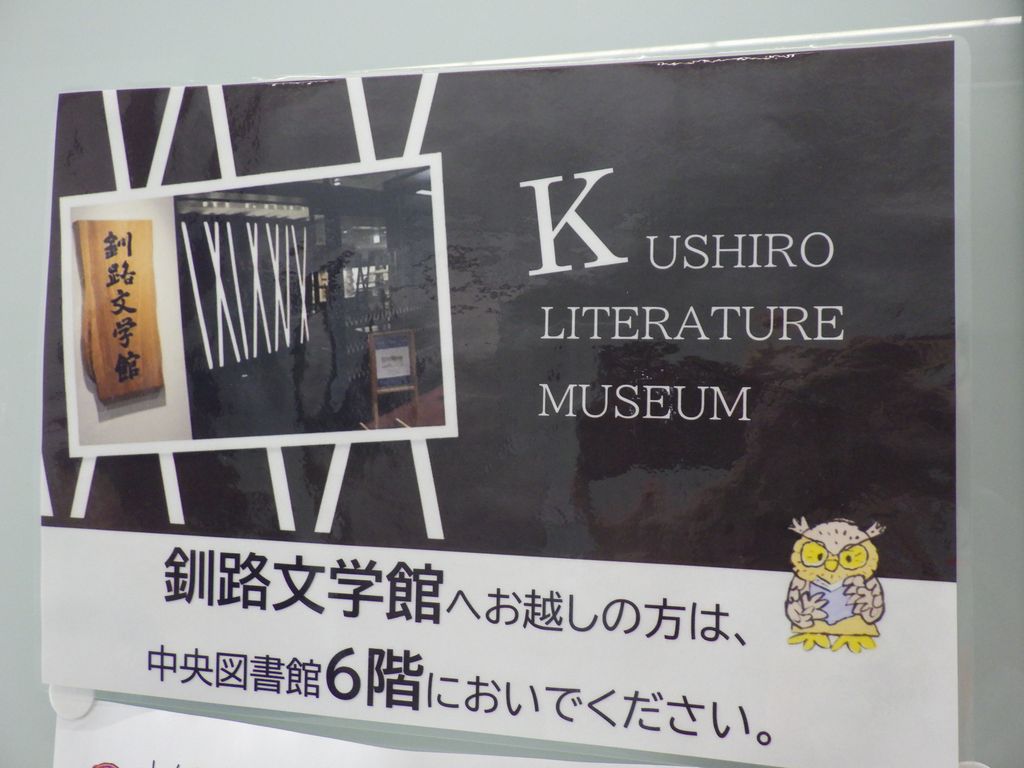 釧路文学館
KUSHIRO
LITERATURE
MUSEUM
釧路文学館へお越しの方は、
中央図書館6階においでください。